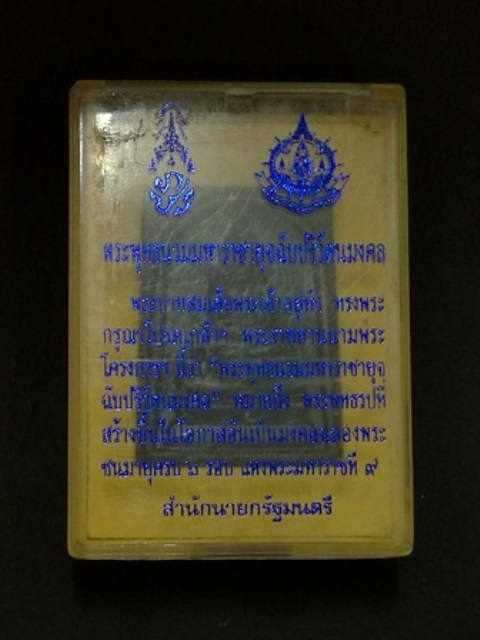 พระพุทธนวมมหาราชายุจฉับปริวัตนมงคล
พระบาทสมเด็จพระเจ้าอยู่หัว ทรงพระ
กรุณาโปรดเกล้าฯ พระราชทานนามพระ
เครื่อง ว่า "พระพุทธนวมมหาราชายุจ
ฉับปริวัตนมงคล" หมายถึง พระพุทธรูปที่
สร้างขึ้นในโอกาสอันเป็นมงคลฉลองพระ
ชนมายุครบ ๖ รอบ แห่งพระมหาราชที่ ๙
สำนักนายกรัฐมนตรี